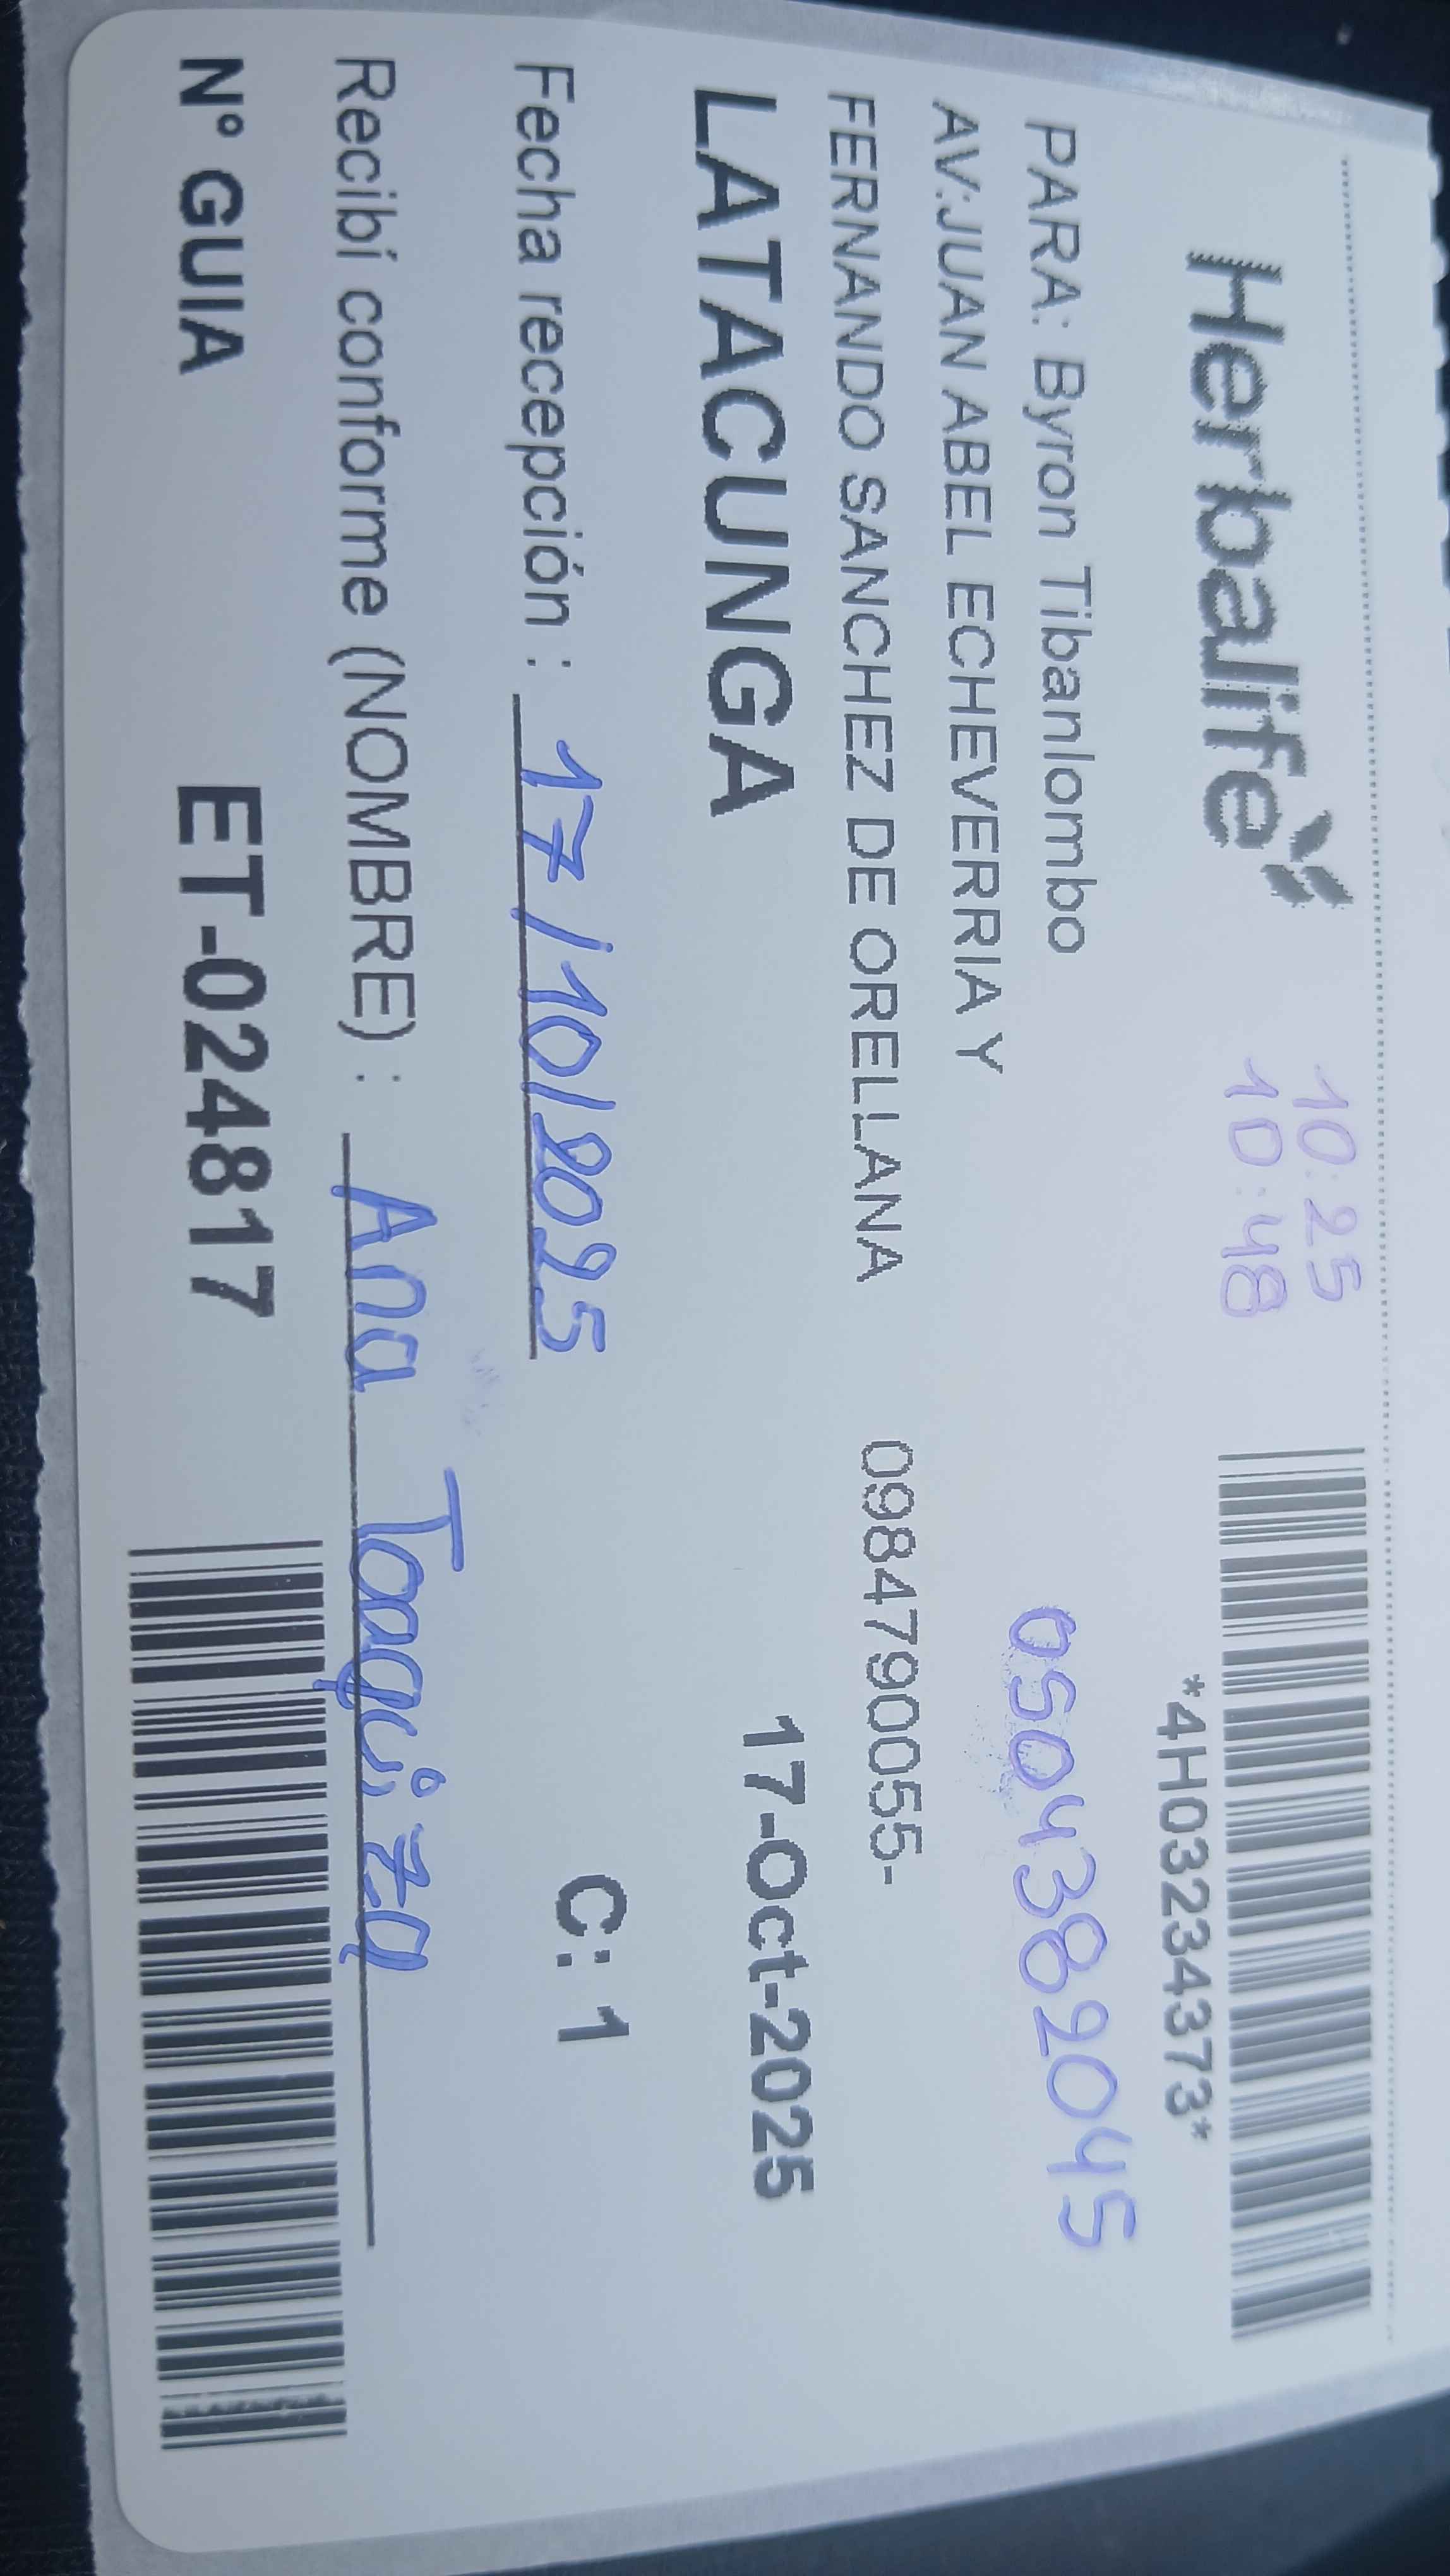 Herbalife
10:25
10:48
*4H03234373*
PARA: Byron Tibanlombo
0504382045
AV:JUAN ABEL ECHEVERRIA Y
FERNANDO SANCHEZ DE ORELLANA 0984790055-
LATACUNGA 17-Oct-2025
Fecha recepción : 17/10/2025 C: 1
Recibí conforme (NOMBRE) : Ana Toaquiza
N° GUIA ET-024817